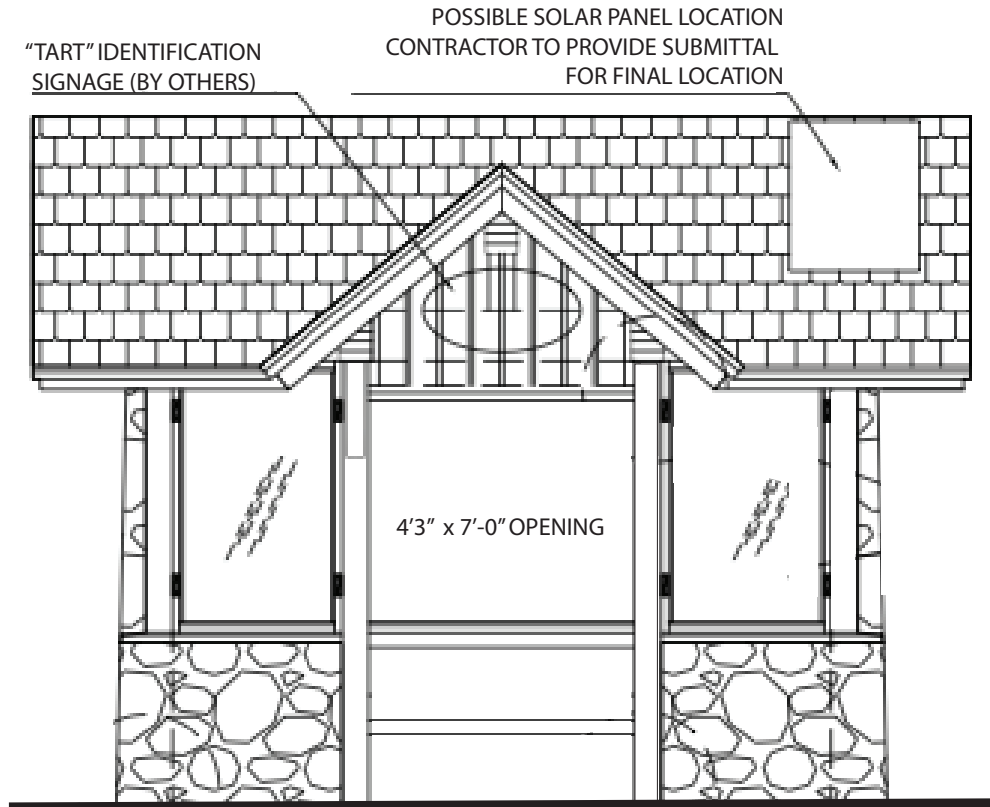 POSSIBLE SOLAR PANEL LOCATION
CONTRACTOR TO PROVIDE SUBMITTAL
FOR FINAL LOCATION
“TART” IDENTIFICATION
SIGNAGE (BY OTHERS)
4’3” x 7’-0” OPENING